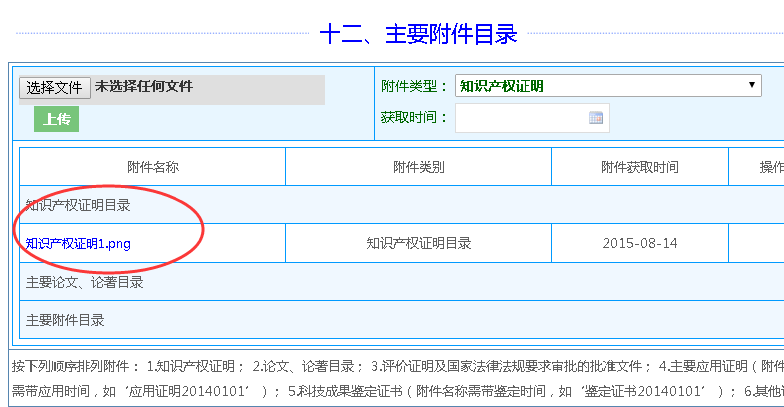 十二、主要附件目录
选择文件 未选择任何文件
附件类型： 知识产权证明
上传
获取时间：
附件名称 附件类别 附件获取时间 操作
知识产权证明目录
知识产权证明1.png 知识产权证明目录 2015-08-14
主要论文、论著目录
主要附件目录
按下列顺序排列附件： 1.知识产权证明； 2.论文、论著目录； 3.评价证明及国家法律法规要求审批的批准文件； 4.主要应用证明（附件
需带应用时间，如‘应用证明20140101’）； 5.科技成果鉴定证书（附件名称需带鉴定时间，如‘鉴定证书20140101’）； 6.其他